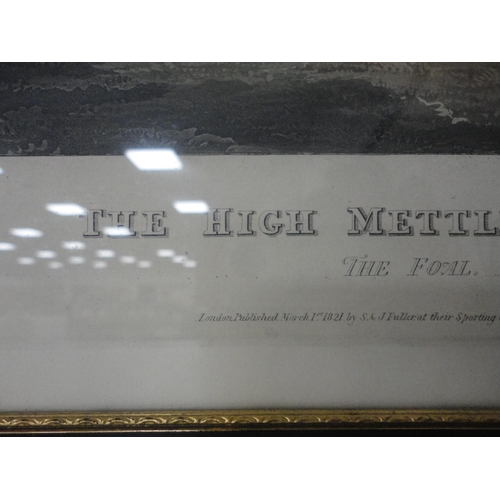 THE HIGH METTL
THE FOAL.
London, Published March 1st 1821 by S. & J. Fuller at their Sporting